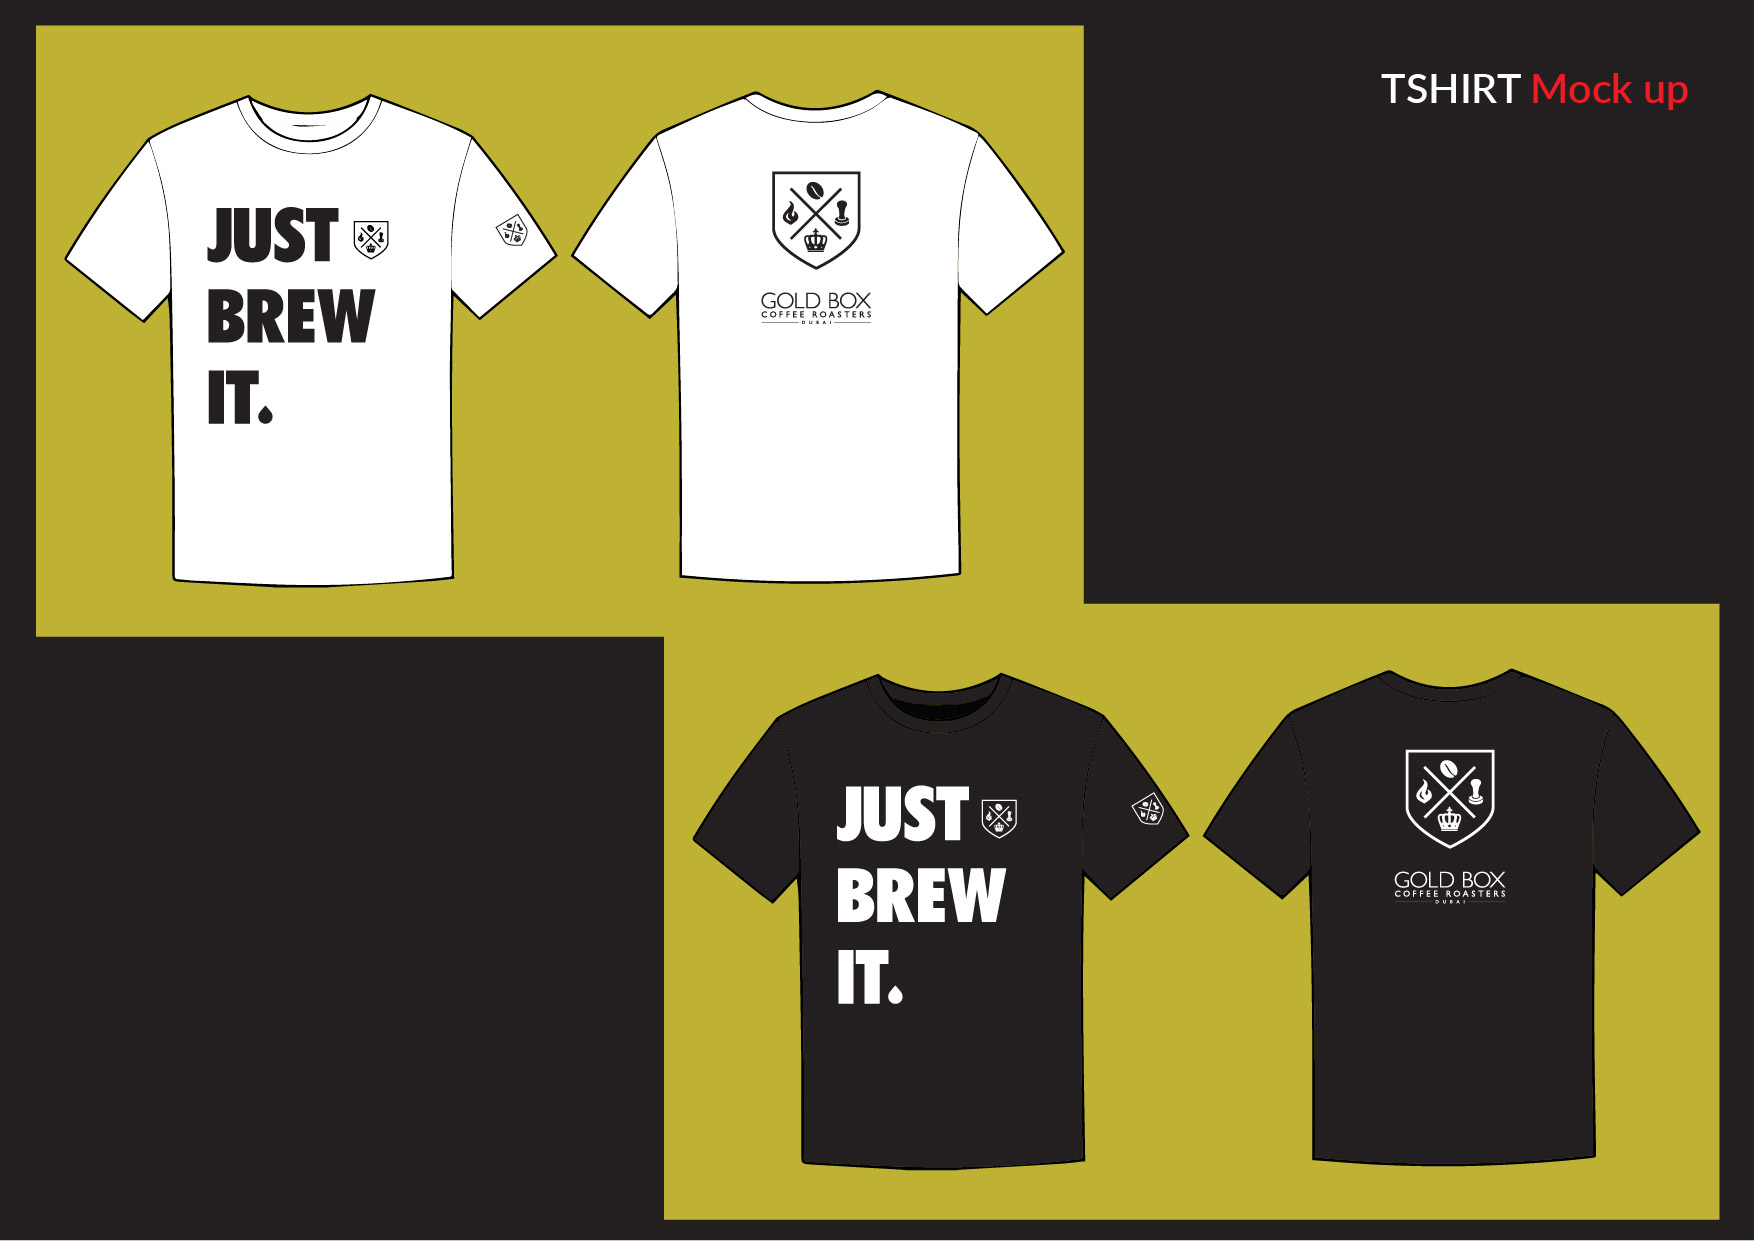 TSHIRT Mock up
JUST
BREW
IT.
GOLD BOX
COFFEE ROASTERS
DUBAI
JUST
BREW
IT.
GOLD BOX
COFFEE ROASTERS
DUBAI